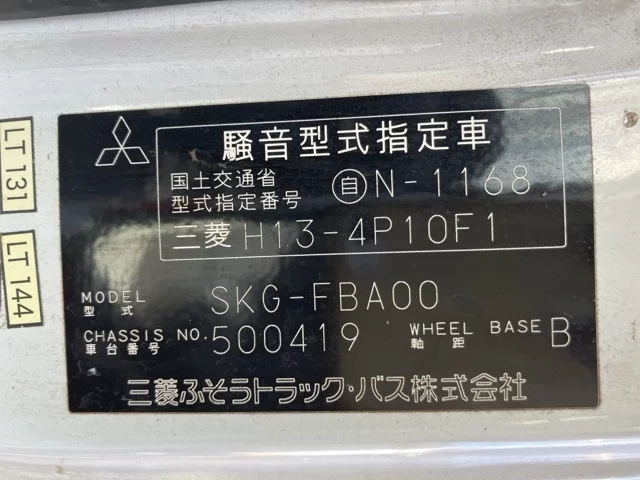 騒音型式指定車
国土交通省
型式指定番号
自N-1168
三菱 H13-4P10F1
MODEL
型式
SKG-FBA00
CHASSIS NO.
車台番号
500419
WHEEL BASE
軸距
B
三菱ふそうトラック・バス株式会社
LT 131
LT 144